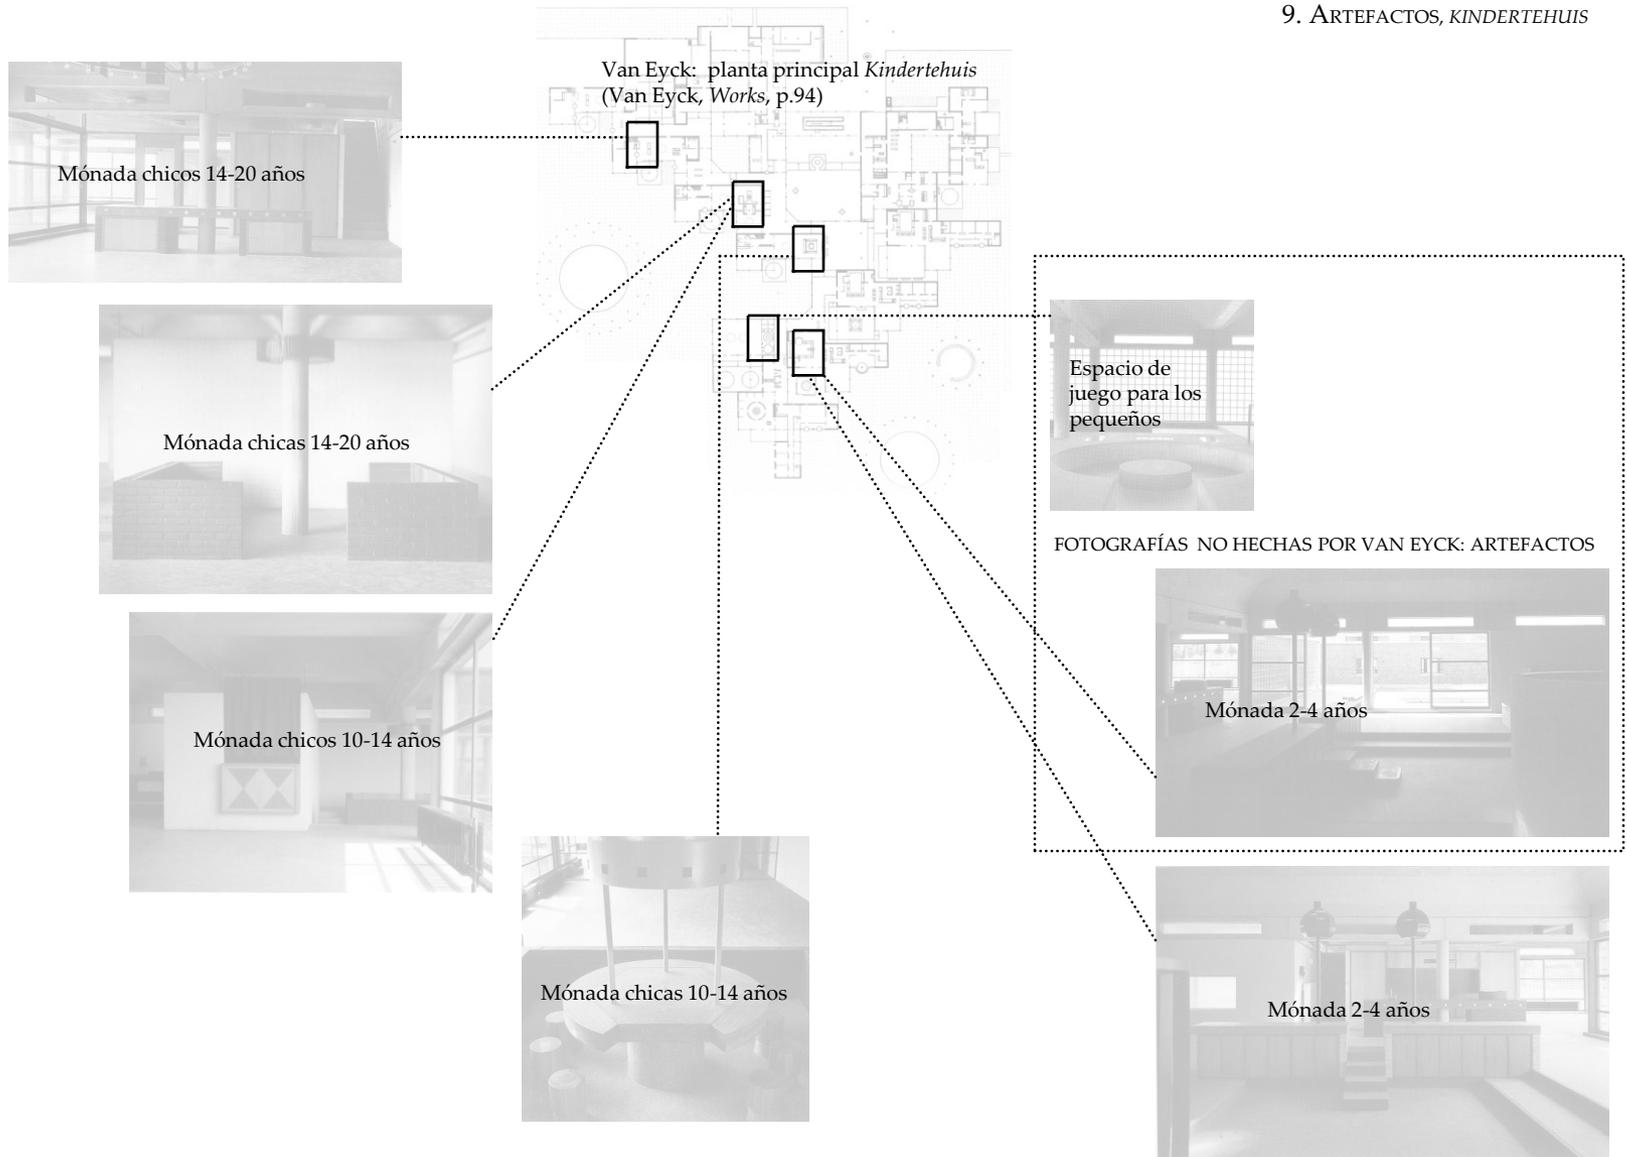 9. ARTEFACTOS, KINDERTEHUIS
Van Eyck: planta principal Kindertehuis
(Van Eyck, Works, p.94)
Mónada chicos 14-20 años
Mónada chicas 14-20 años
Espacio de
juego para los
pequeños
FOTOGRAFÍAS NO HECHAS POR VAN EYCK: ARTEFACTOS
Mónada 2-4 años
Mónada chicos 10-14 años
Mónada chicas 10-14 años
Mónada 2-4 años